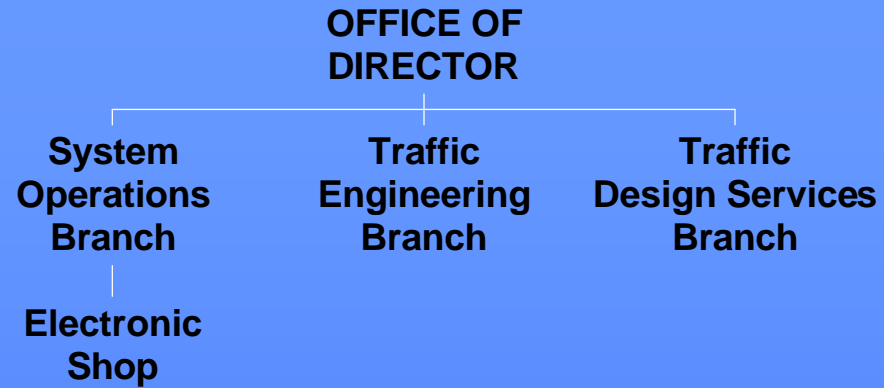 OFFICE OF
DIRECTOR
System
Operations
Branch
Traffic
Engineering
Branch
Traffic
Design Services
Branch
Electronic
Shop